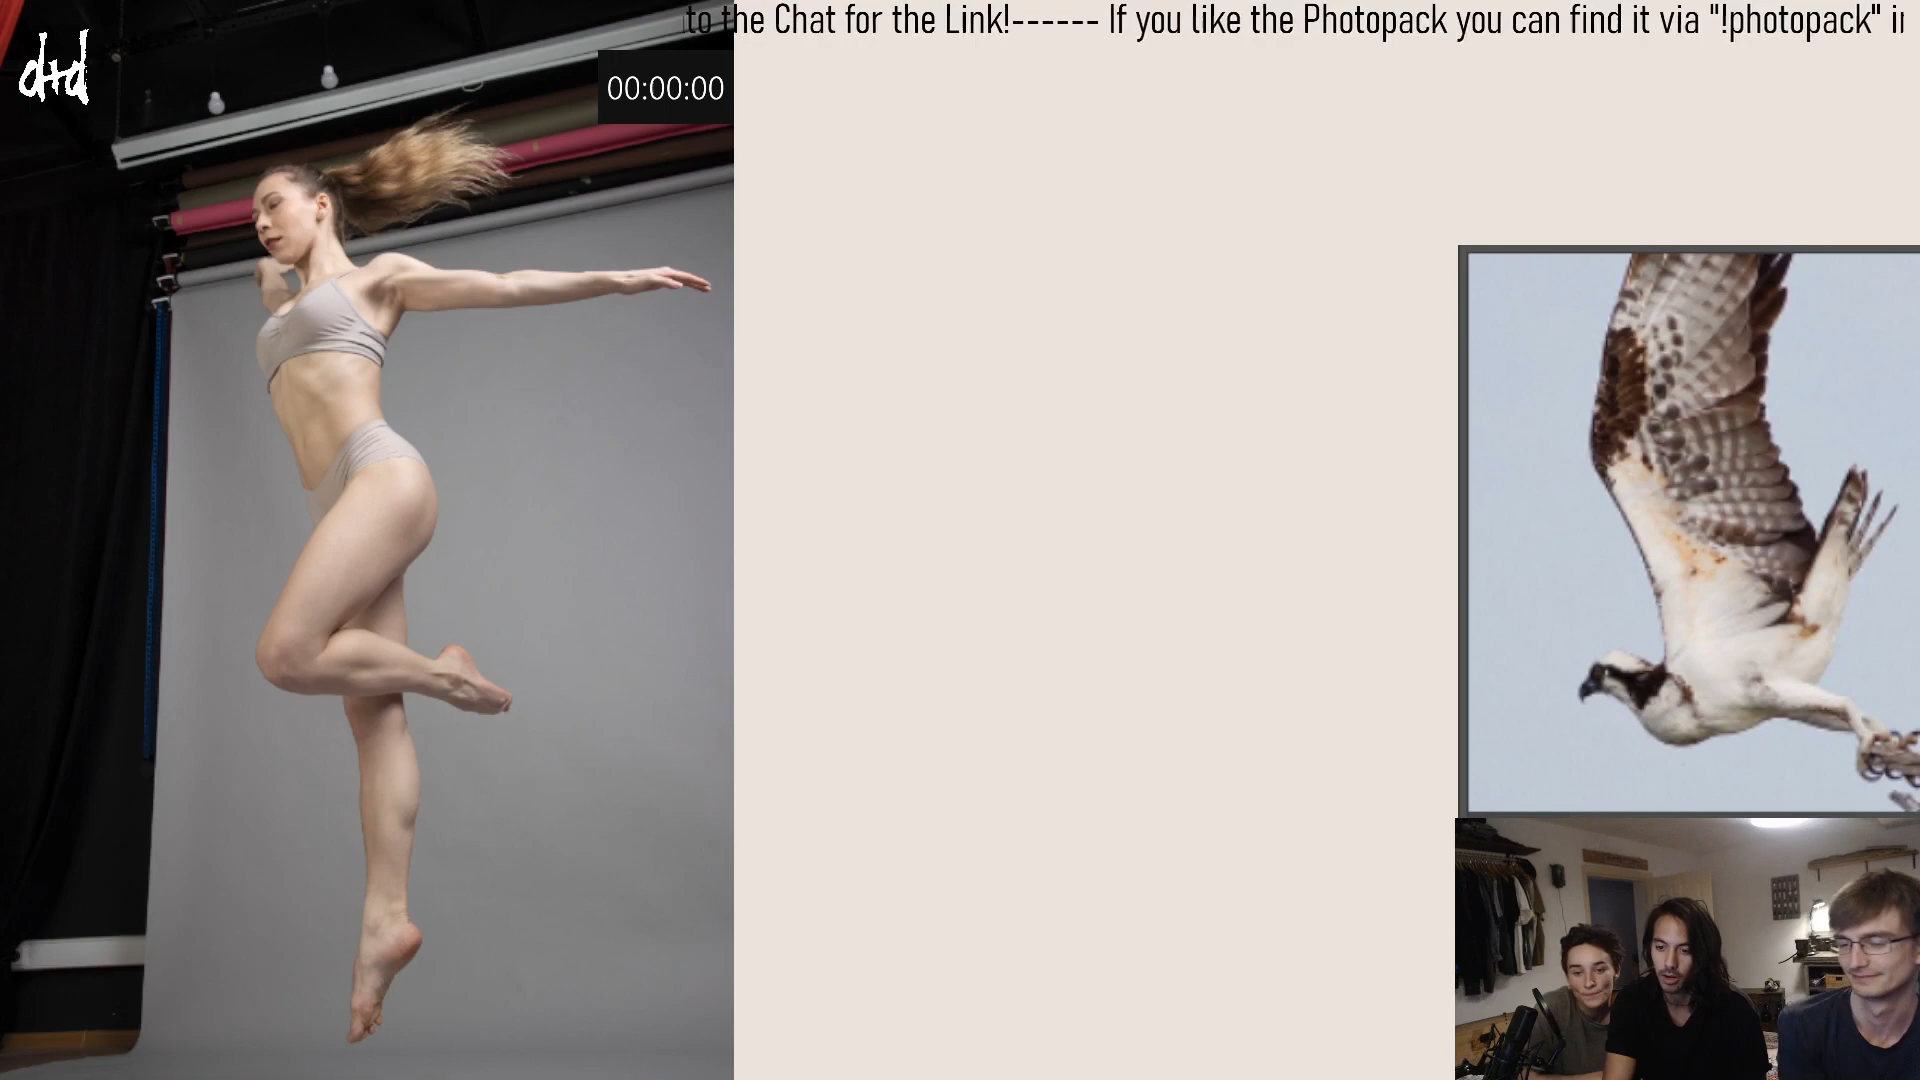 to the Chat for the Link!------ If you like the Photopack you can find it via "!photopack"
d+d
00:00:00